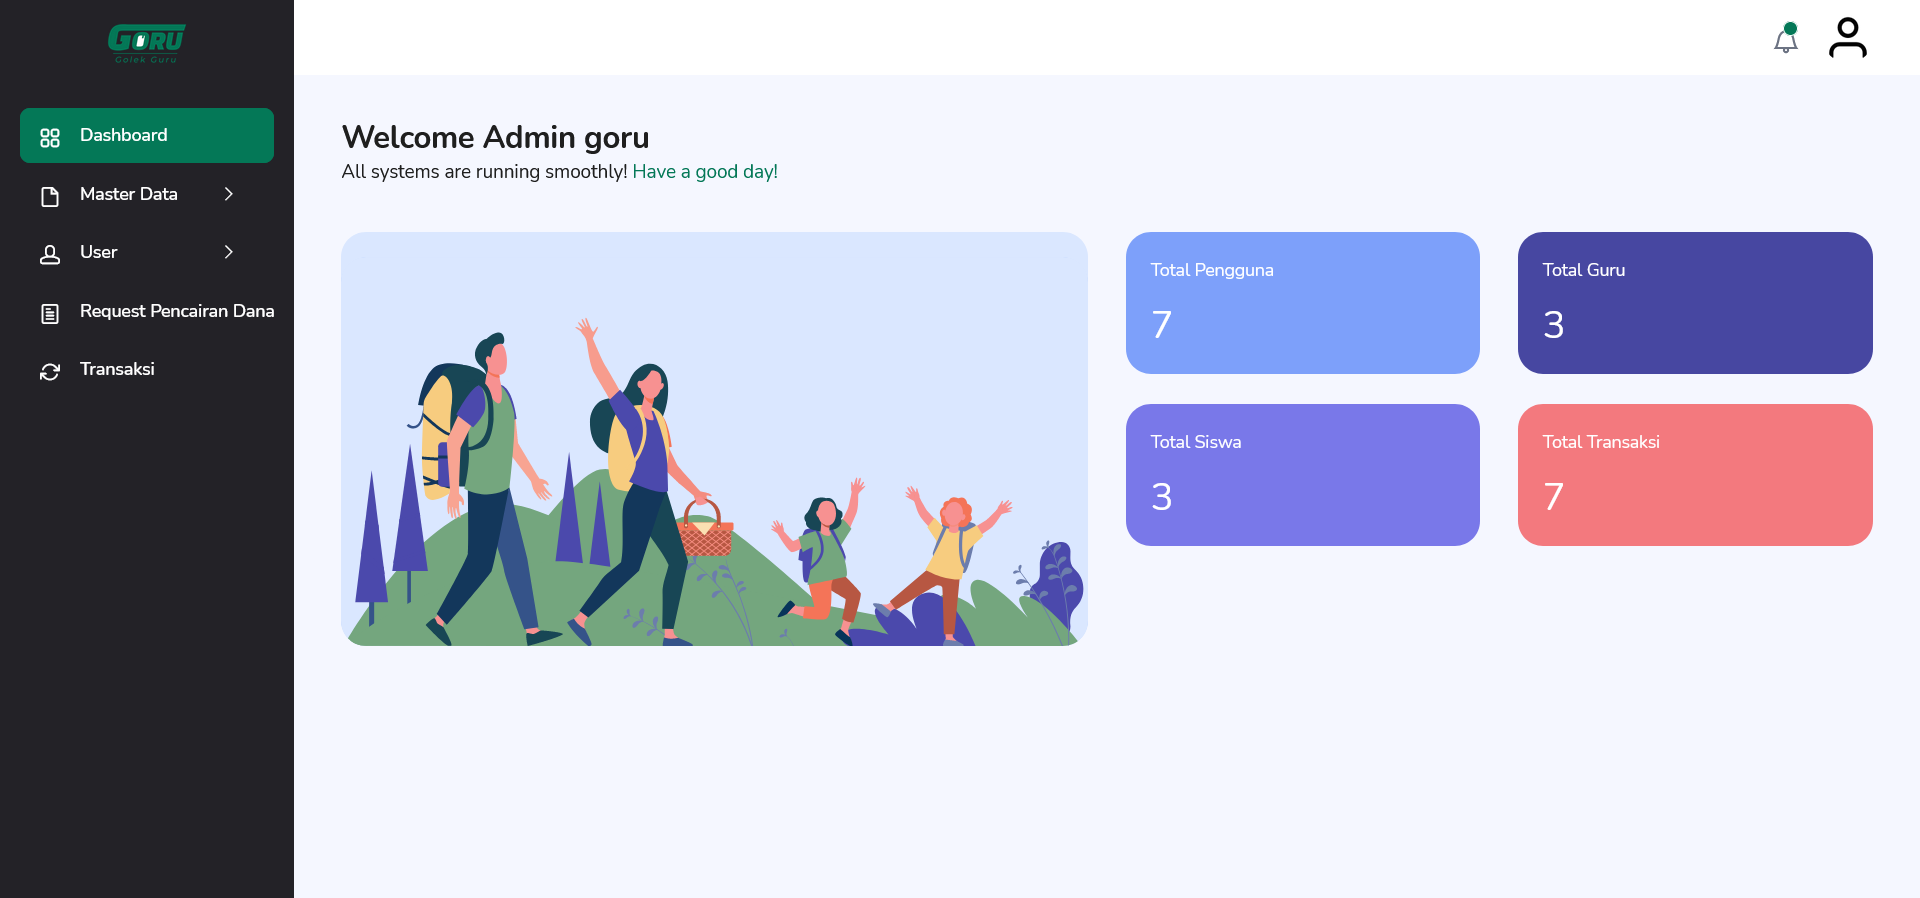 GORU
Golek Guru
Dashboard
Master Data
User
Request Pencairan Dana
Transaksi
Welcome Admin goru
All systems are running smoothly! Have a good day!
Total Pengguna
7
Total Guru
3
Total Siswa
3
Total Transaksi
7